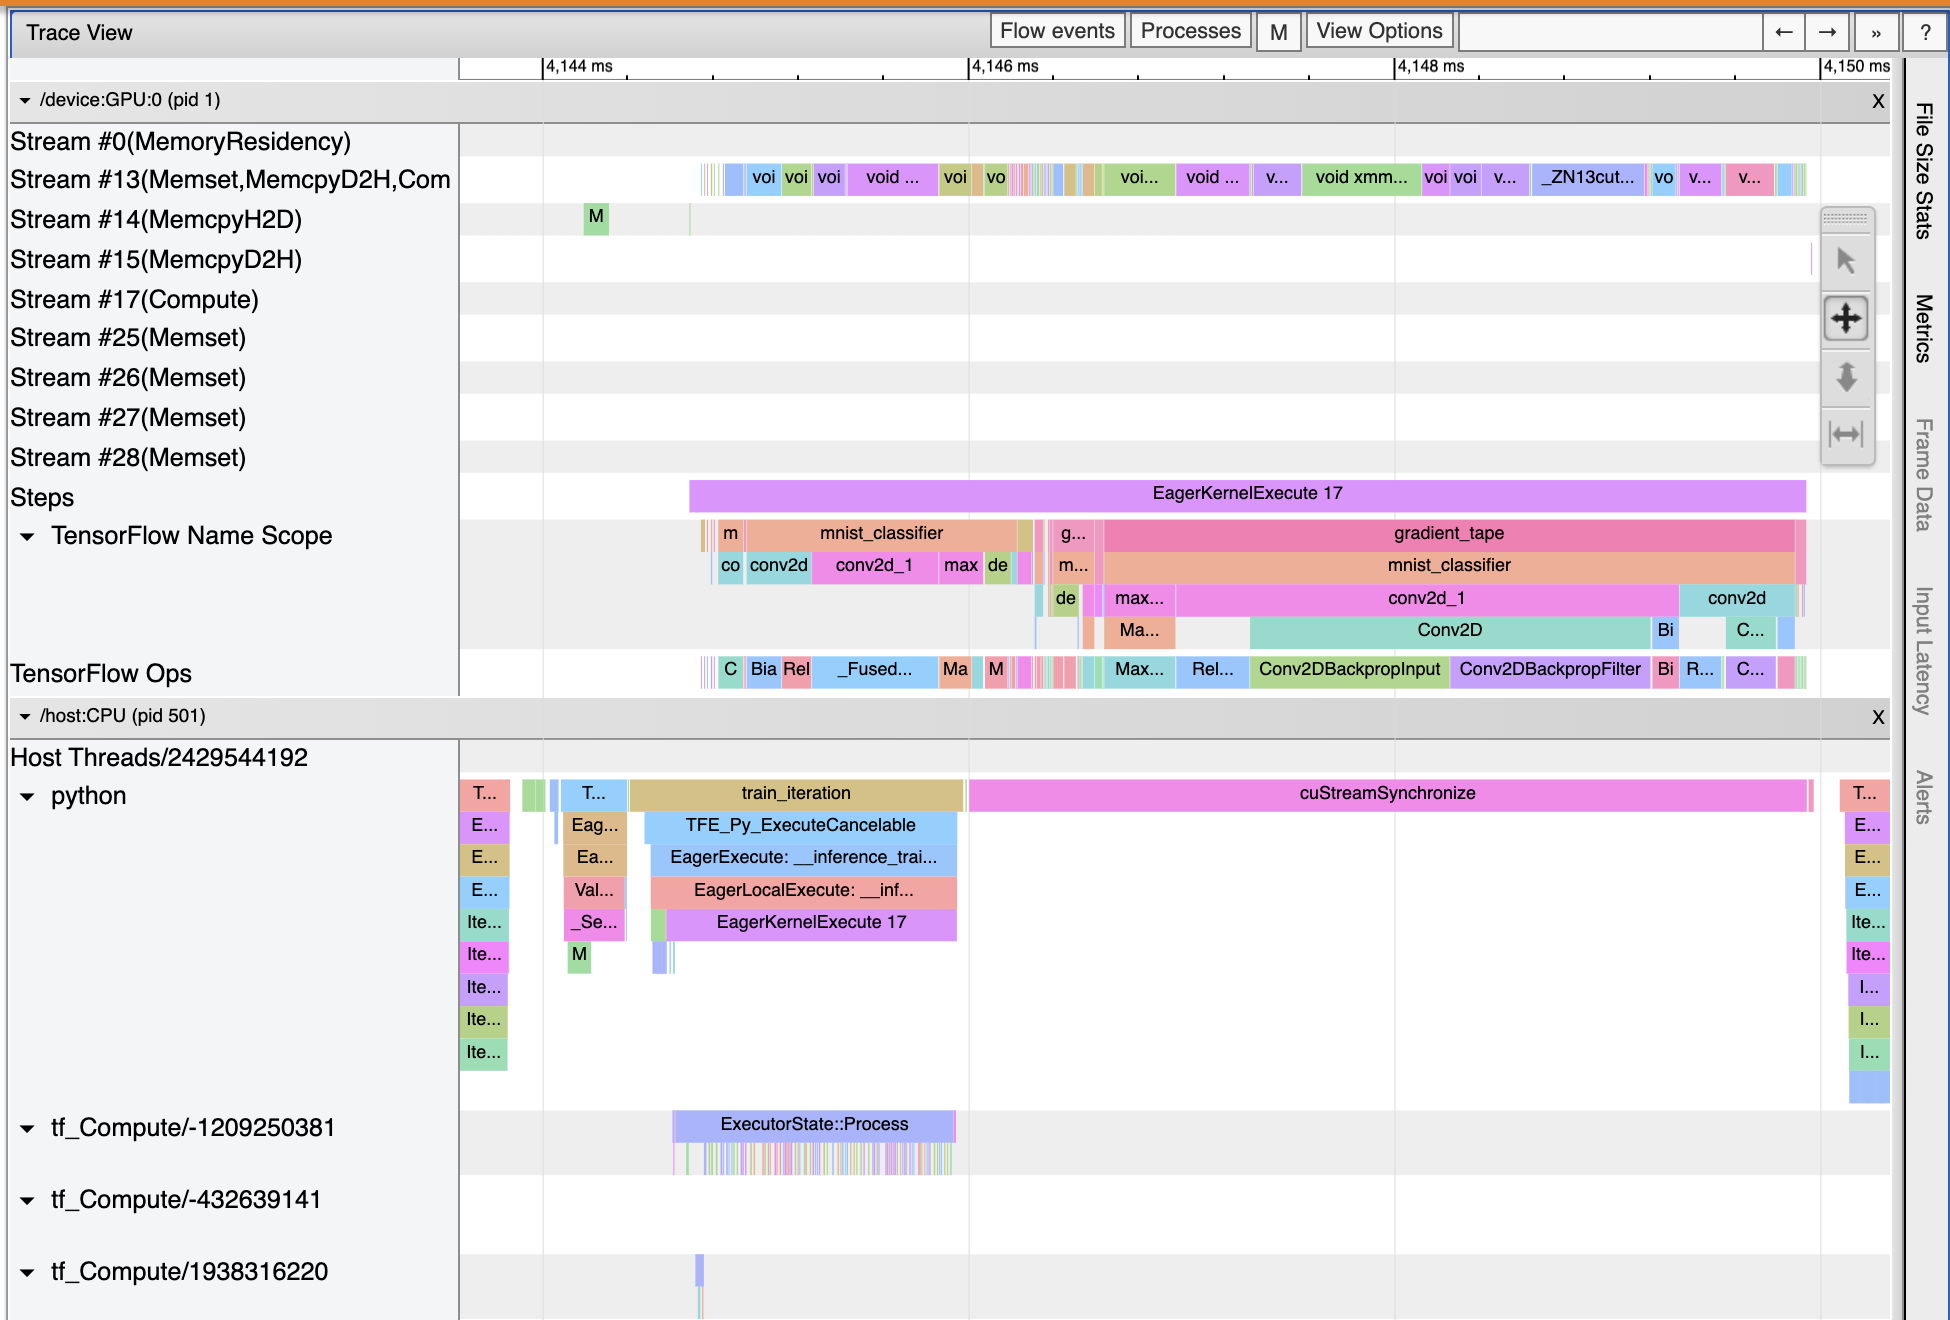 Trace View Flow events Processes M View Options ← → » ?
4,144 ms 4,146 ms 4,148 ms 4,150 ms
/device:GPU:0 (pid 1) X
Stream #0(MemoryResidency)
Stream #13(Memset,MemcpyD2H,Com voi voi voi void ... voi vo voi... void ... v... void xmm... voi voi v... _ZN13cut... vo v... v...
Stream #14(MemcpyH2D) M
Stream #15(MemcpyD2H)
Stream #17(Compute)
Stream #25(Memset)
Stream #26(Memset)
Stream #27(Memset)
Stream #28(Memset)
Steps EagerKernelExecute 17
TensorFlow Name Scope m mnist_classifier g... gradient_tape
co conv2d conv2d_1 max de m... mnist_classifier
de max... conv2d_1 conv2d
Ma... Conv2D Bi C...
TensorFlow Ops C Bia Rel _Fused... Ma M Max... Rel... Conv2DBackpropInput Conv2DBackpropFilter Bi R... C...
/host:CPU (pid 501) X
Host Threads/2429544192
python T... T... train_iteration cuStreamSynchronize T...
E... Eag... TFE_Py_ExecuteCancelable E...
E... Ea... EagerExecute: __inference_trai... E...
E... Val... EagerLocalExecute: __inf... E...
Ite... _Se... EagerKernelExecute 17 Ite...
Ite... M Ite...
Ite... I...
Ite... I...
Ite... I...
tf_Compute/-1209250381 ExecutorState::Process
tf_Compute/-432639141
tf_Compute/1938316220
File Size Stats
Metrics
Frame Data
Input Latency
Alerts